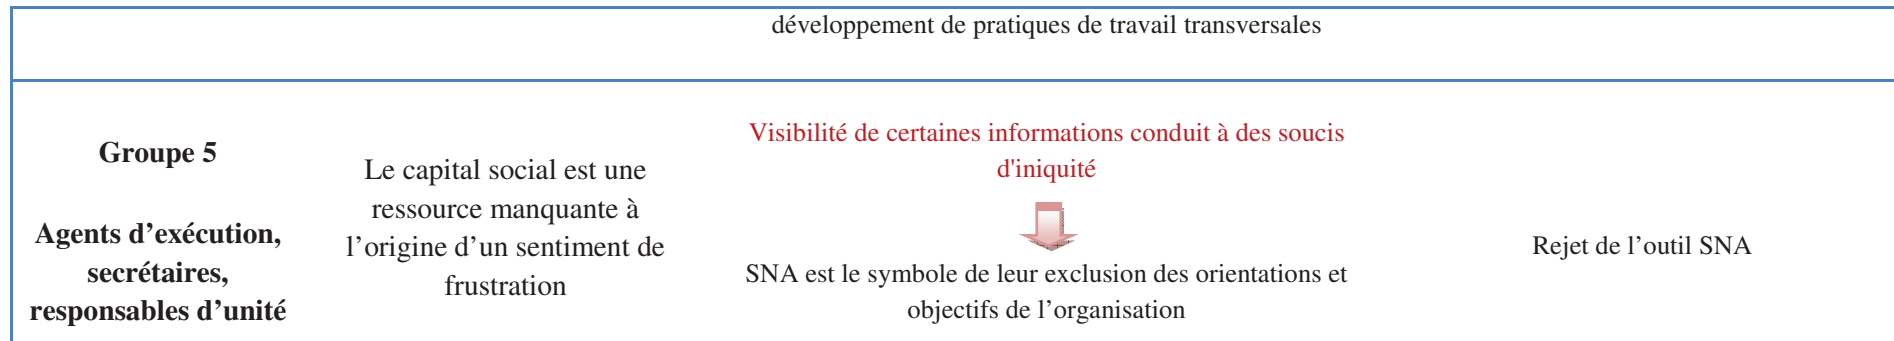 développement de pratiques de travail transversales
Groupe 5
Agents d’exécution,
secrétaires,
responsables d’unité
Le capital social est une
ressource manquante à
l’origine d’un sentiment de
frustration
Visibilité de certaines informations conduit à des soucis
d'iniquité
SNA est le symbole de leur exclusion des orientations et
objectifs de l’organisation
Rejet de l’outil SNA